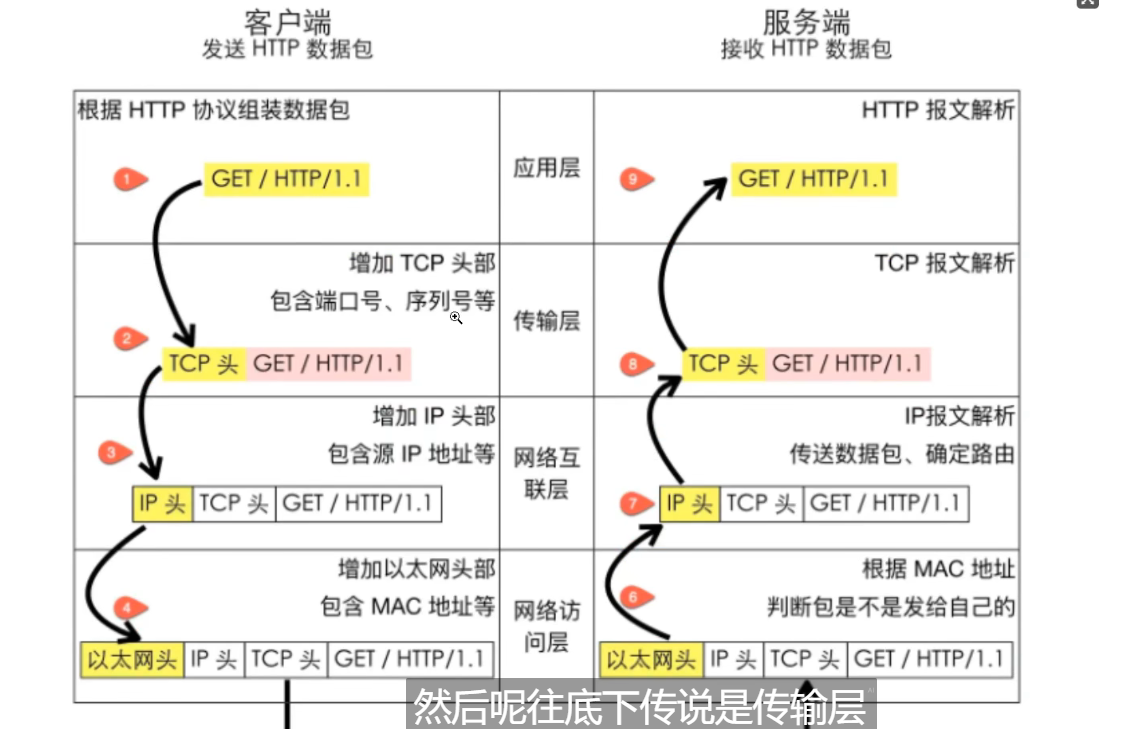 客户端
发送 HTTP 数据包
服务端
接收 HTTP 数据包
根据 HTTP 协议组装数据包
1
GET / HTTP/1.1
应用层
HTTP 报文解析
9
GET / HTTP/1.1
增加 TCP 头部
包含端口号、序列号等
2
TCP 头 GET / HTTP/1.1
传输层
TCP 报文解析
8
TCP 头 GET / HTTP/1.1
增加 IP 头部
包含源 IP 地址等
3
IP 头 TCP 头 GET / HTTP/1.1
网络互
联层
IP报文解析
传送数据包、确定路由
7
IP 头 TCP 头 GET / HTTP/1.1
增加以太网头部
包含 MAC 地址等
4
以太网头 IP 头 TCP 头 GET / HTTP/1.1
网络访
问层
根据 MAC 地址
判断包是不是发给自己的
6
以太网头 IP 头 TCP 头 GET / HTTP/1.1
然后呢往底下传说是传输层